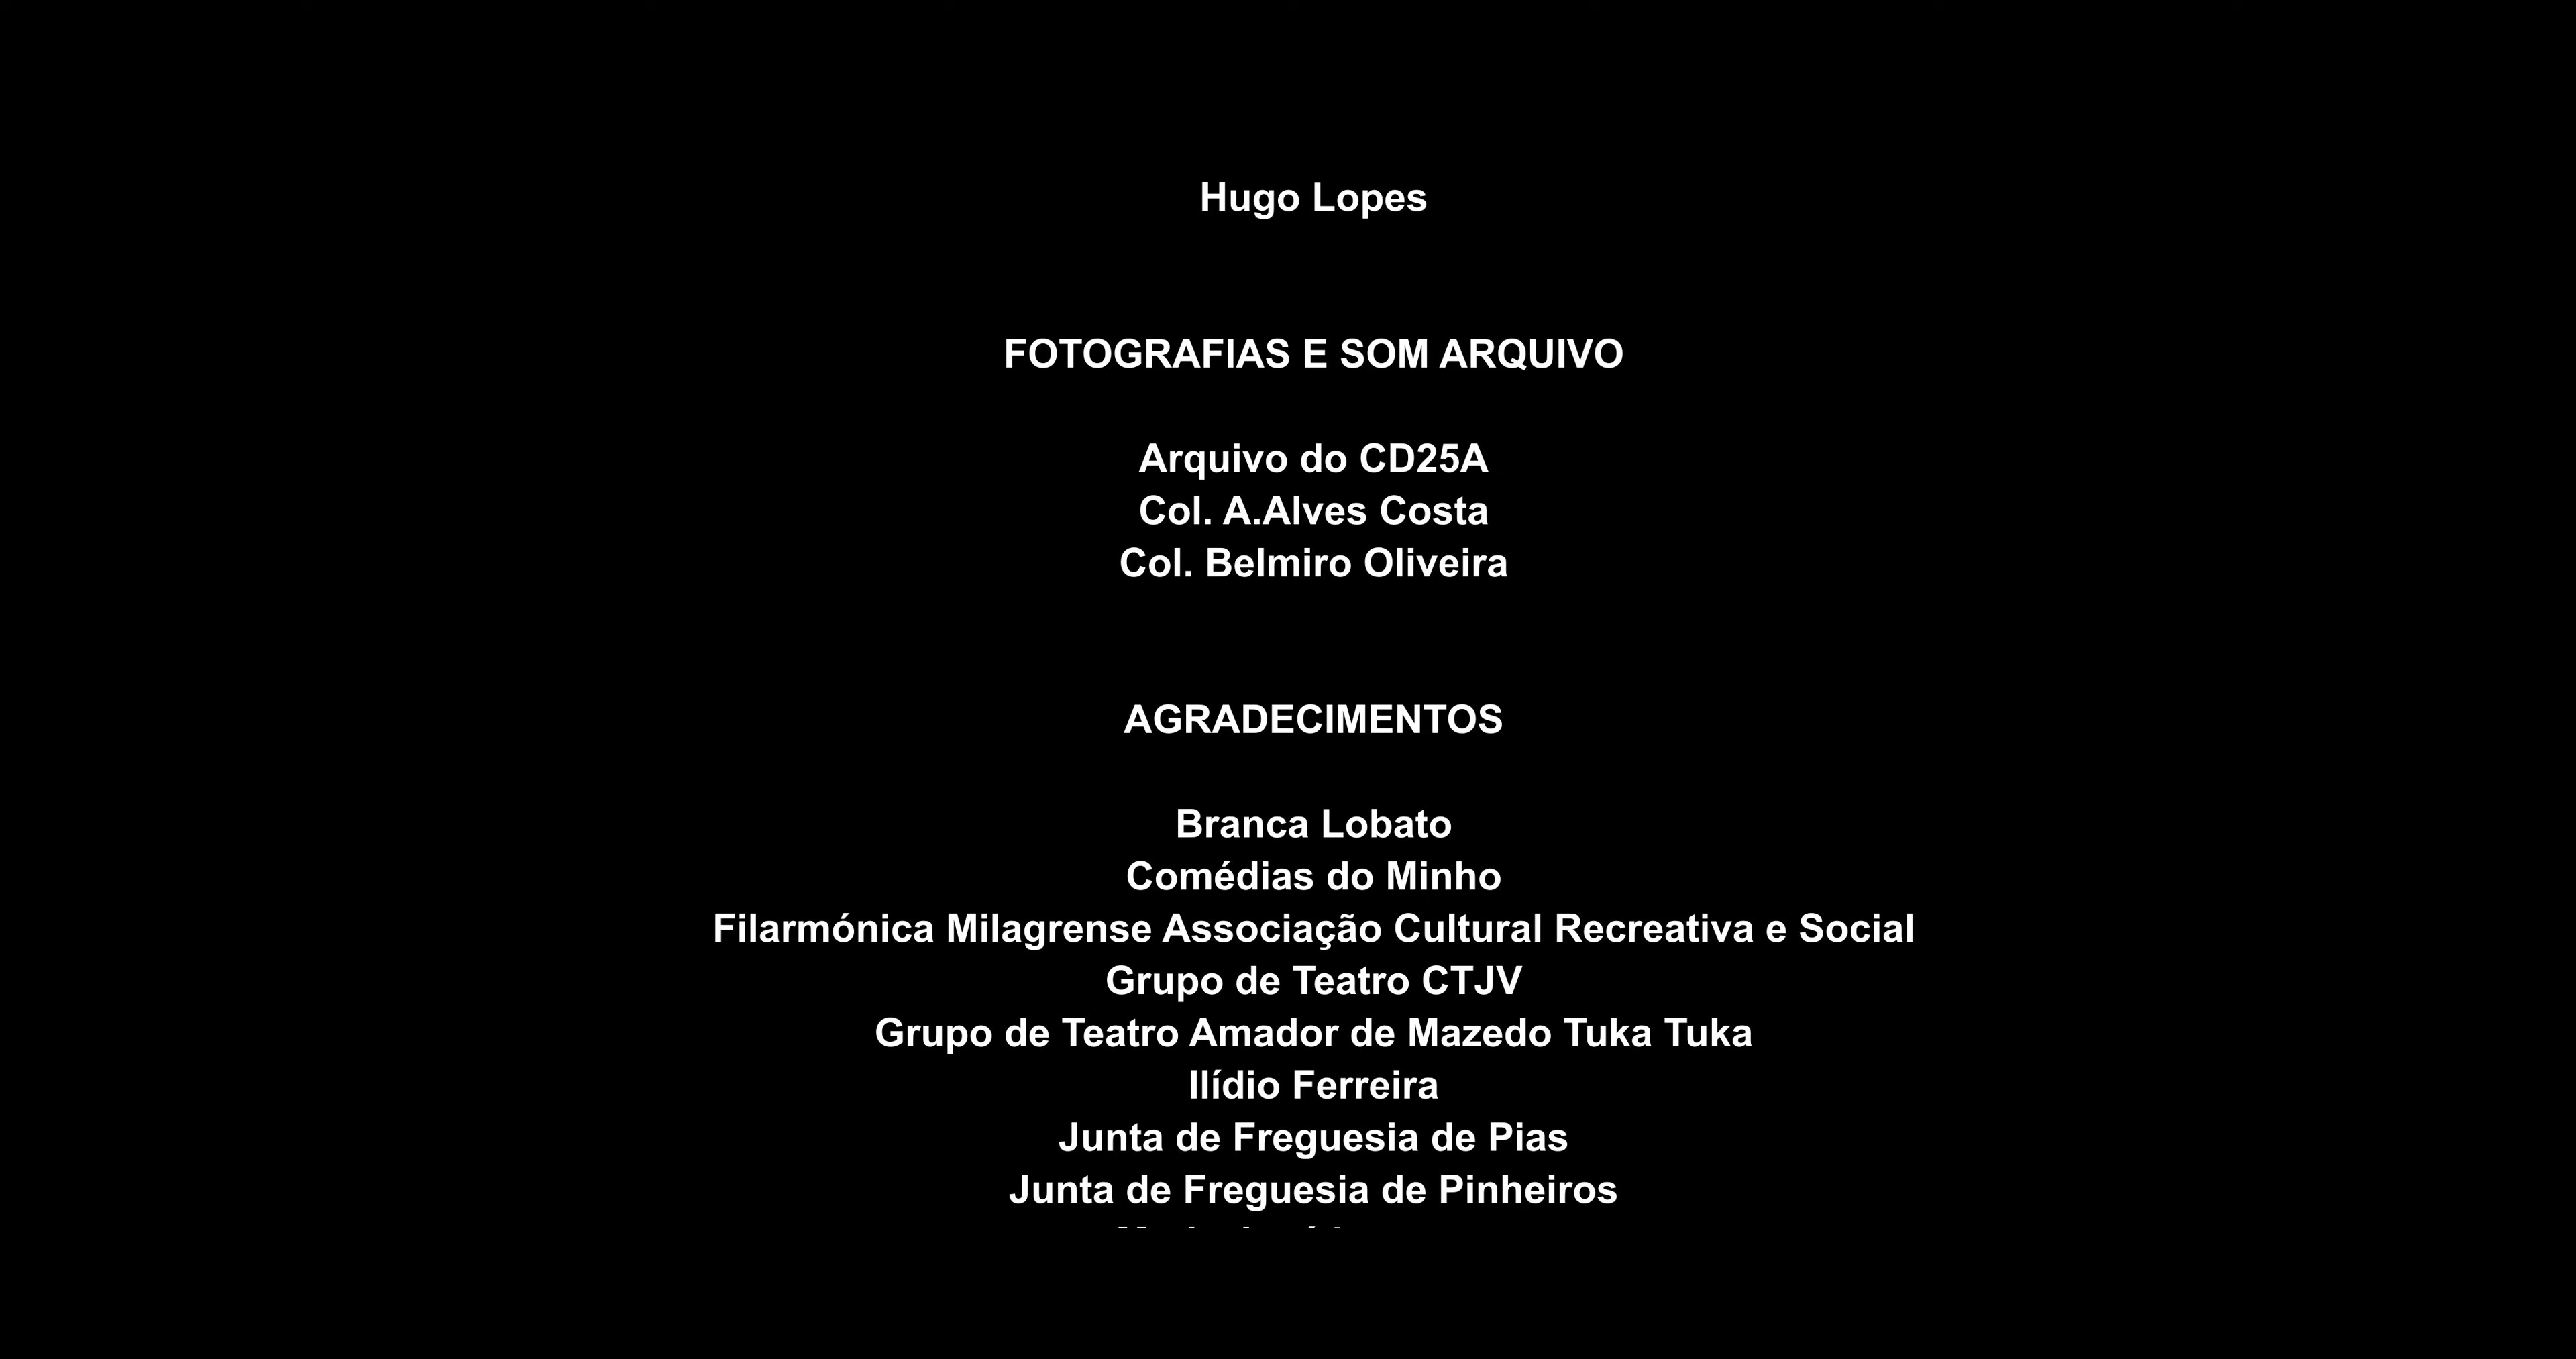 Hugo Lopes
FOTOGRAFIAS E SOM ARQUIVO
Arquivo do CD25A
Col. A.Alves Costa
Col. Belmiro Oliveira
AGRADECIMENTOS
Branca Lobato
Comédias do Minho
Filarmónica Milagrense Associação Cultural Recreativa e Social
Grupo de Teatro CTJV
Grupo de Teatro Amador de Mazedo Tuka Tuka
Ilídio Ferreira
Junta de Freguesia de Pias
Junta de Freguesia de Pinheiros